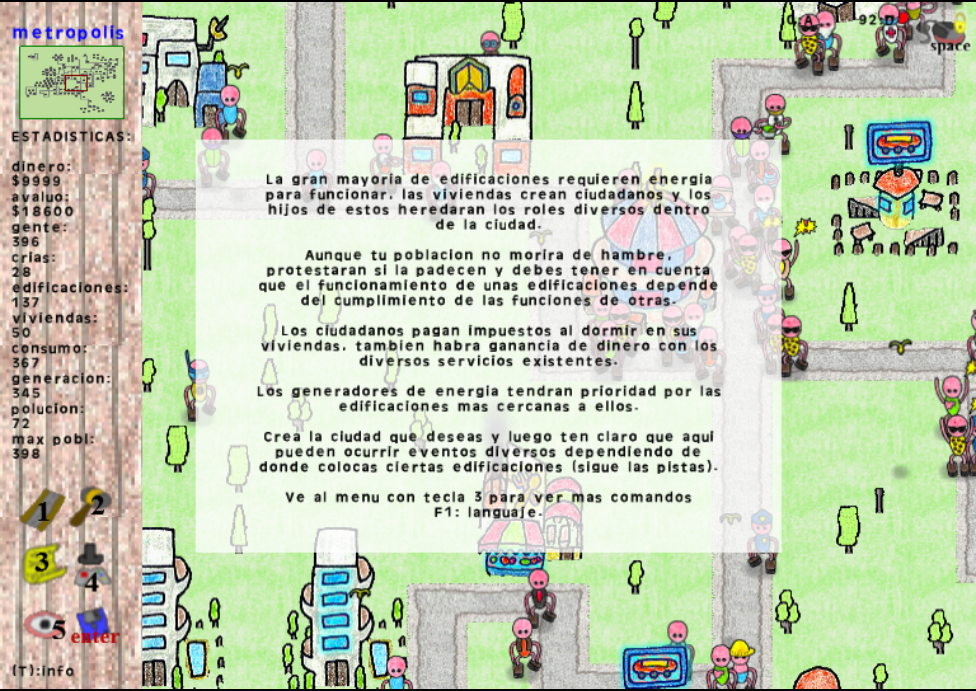 metropolis
ESTADISTICAS:
dinero:
$9999
avaluo:
$18600
gente:
396
crias:
28
edificaciones:
137
viviendas:
50
consumo:
367
generacion:
345
polucion:
72
max pobl:
398
1
2
3
4
5
enter
(T):info
space
La gran mayoria de edificaciones requieren energia
para funcionar. las viviendas crean ciudadanos y los
hijos de estos heredaran los roles diversos dentro
de la ciudad.
Aunque tu poblacion no morira de hambre,
protestaran si la padecen y debes tener en cuenta
que el funcionamiento de unas edificaciones depende
del cumplimiento de las funciones de otras.
Los ciudadanos pagan impuestos al dormir en sus
viviendas. tambien habra ganancia de dinero con los
diversos servicios existentes.
Los generadores de energia tendran prioridad por las
edificaciones mas cercanas a ellos.
Crea la ciudad que deseas y luego ten claro que aqui
pueden ocurrir eventos diversos dependiendo de
donde colocas ciertas edificaciones (sigue las pistas).
Ve al menu con tecla 3 para ver mas comandos
F1: languaje.